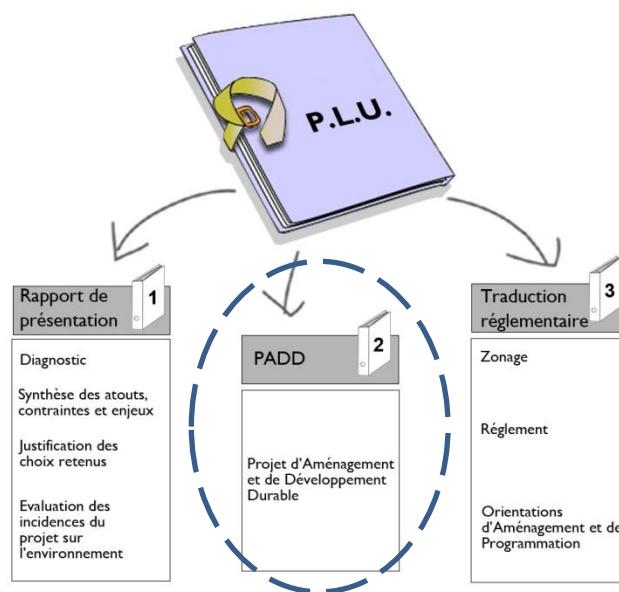 P.L.U.
Rapport de
présentation
1
Diagnostic
Synthèse des atouts,
contraintes et enjeux
Justification des
choix retenus
Evaluation des
incidences du
projet sur
l'environnement
PADD
2
Projet d'Aménagement
et de Développement
Durable
Traduction
réglementaire
3
Zonage
Réglement
Orientations
d'Aménagement et de
Programmation